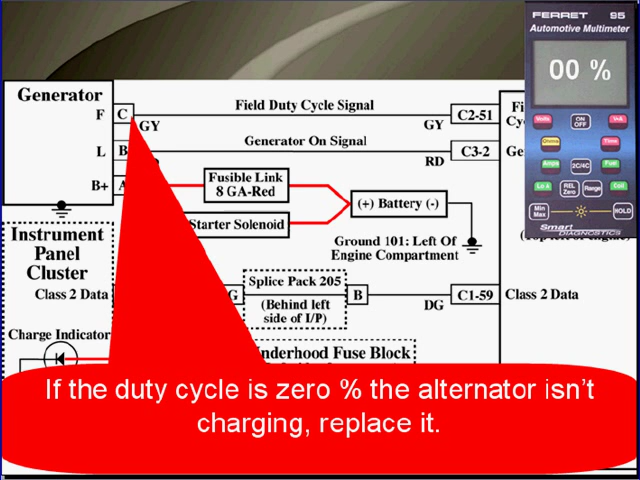 FERRET 95
Automotive Multimeter
00 %
Volts
ON
OFF
V-A
Ohms
Time
Amps
2C/4C
Fuel
Lo A
REL
Zero
Range
Min
Max
HOLD
Smart
DIAGNOSTICS
Generator
F
C
GY
Field Duty Cycle Signal
GY
C2-51
L
B
Generator On Signal
RD
C3-2
B+
A
Fusible Link
8 GA-Red
Starter Solenoid
(+) Battery (-)
Ground 101: Left Of
Engine Compartment
Instrument
Panel
Cluster
Class 2 Data
G
Splice Pack 205
(Behind left
side of I/P)
B
DG
C1-59
Class 2 Data
Charge Indicator
nderhood Fuse Block
If the duty cycle is zero % the alternator isn’t
charging, replace it.